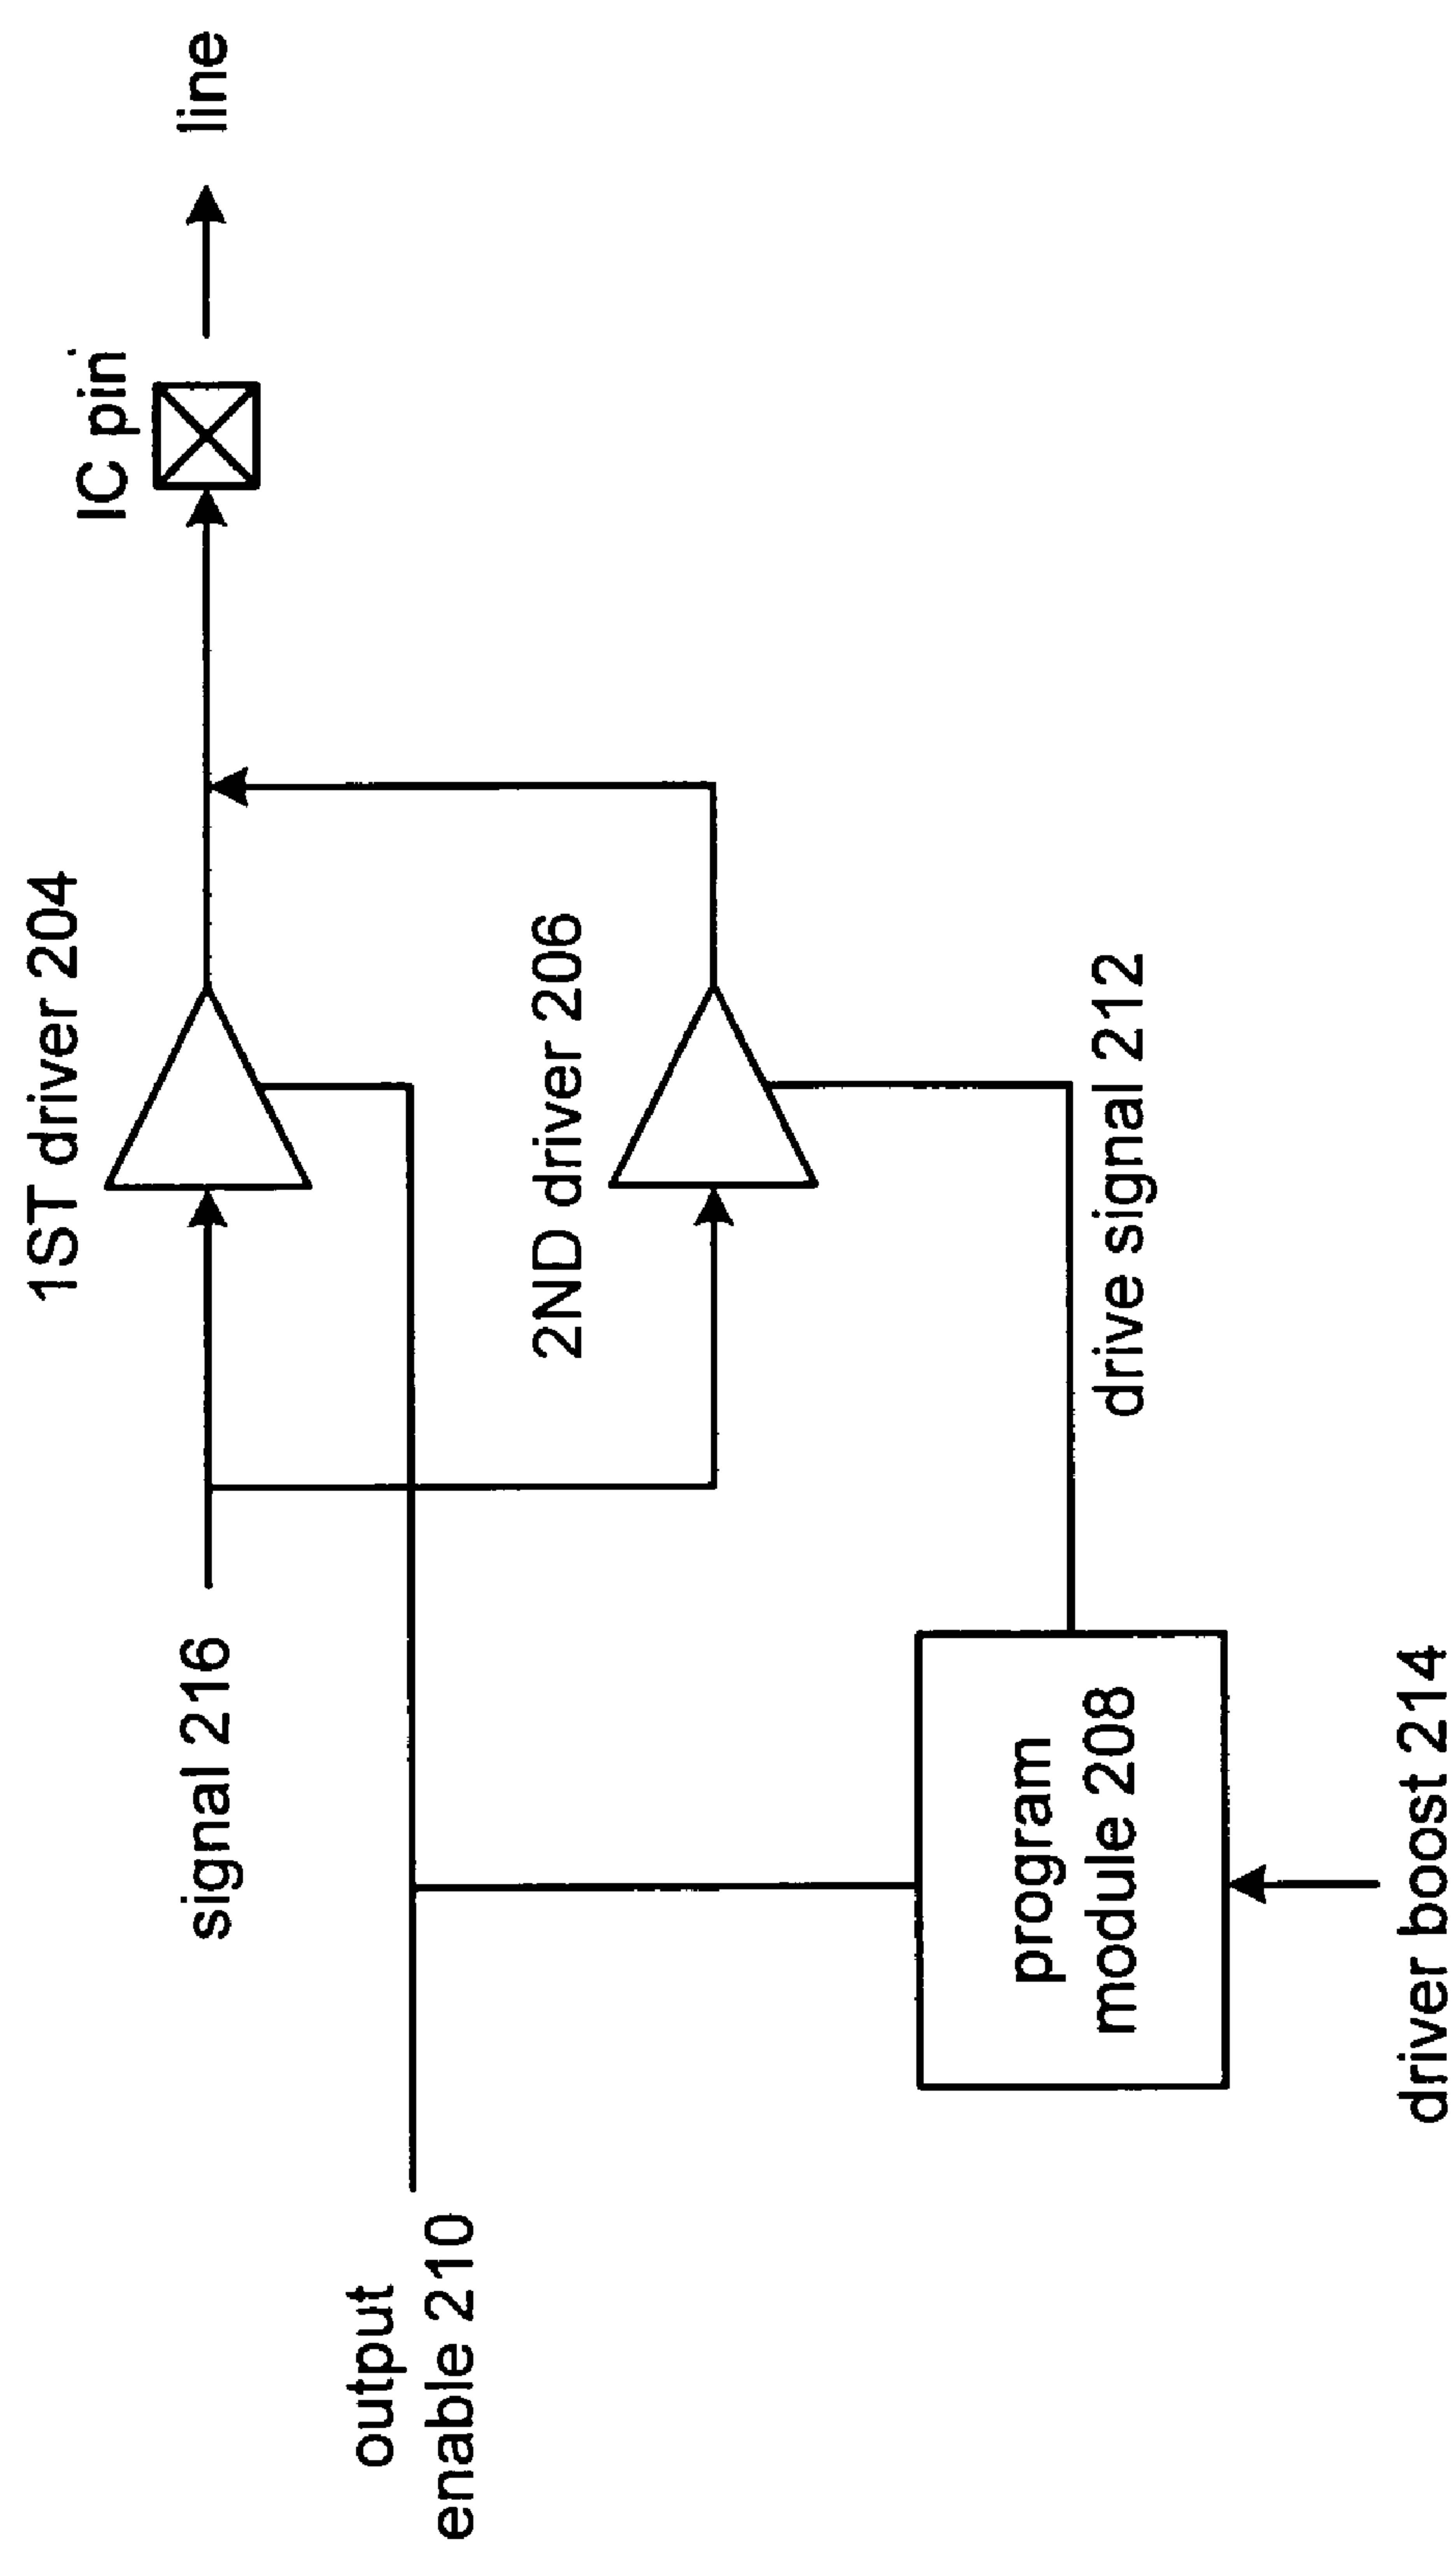 1ST driver 204
IC pin
line
signal 216
2ND driver 206
output
enable 210
drive signal 212
program
module 208
driver boost 214